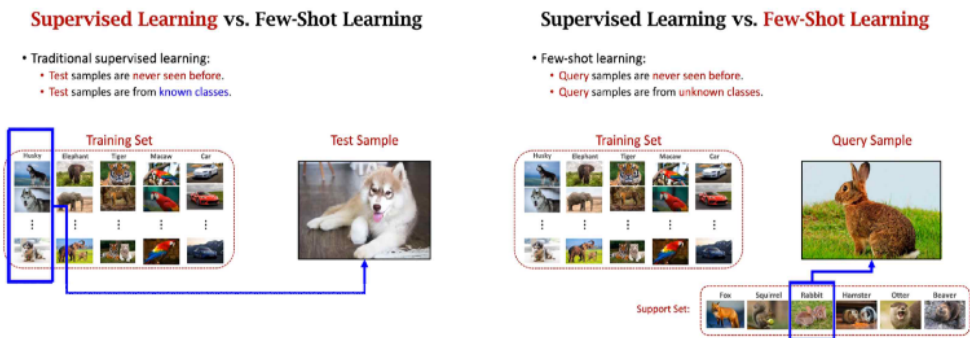 Supervised Learning vs. Few-Shot Learning
• Traditional supervised learning:
• Test samples are never seen before.
• Test samples are from known classes.
Training Set
Husky Elephant Tiger Macaw Car
Test Sample
Supervised Learning vs. Few-Shot Learning
• Few-shot learning:
• Query samples are never seen before.
• Query samples are from unknown classes.
Training Set
Husky Elephant Tiger Macaw Car
Query Sample
Support Set:
Fox Squirrel Rabbit Hamster Otter Beaver